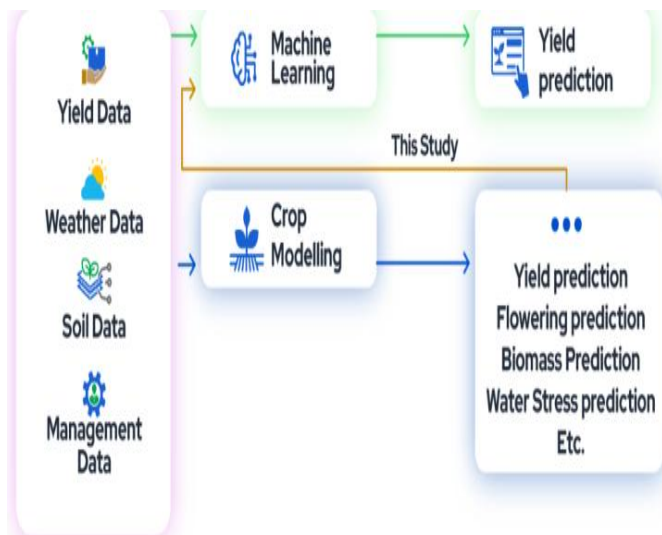 Yield Data
Weather Data
Soil Data
Management
Data
Machine
Learning
Yield
prediction
This Study
Crop
Modelling
Yield prediction
Flowering prediction
Biomass Prediction
Water Stress prediction
Etc.